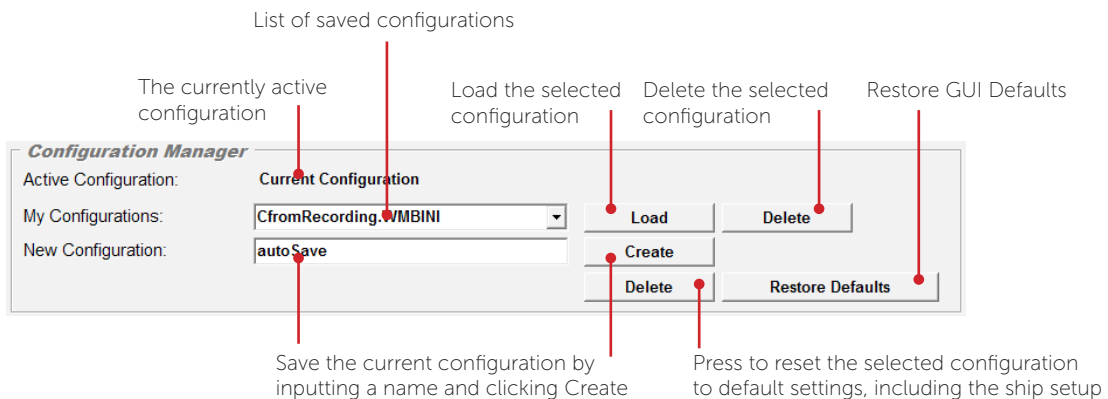 List of saved configurations
The currently active
configuration
Load the selected
configuration
Delete the selected
configuration
Restore GUI Defaults
Configuration Manager
Active Configuration: Current Configuration
My Configurations: CfromRecording.WMBINI Load Delete
New Configuration: autoSave Create
Delete Restore Defaults
Save the current configuration by
inputting a name and clicking Create
Press to reset the selected configuration
to default settings, including the ship setup